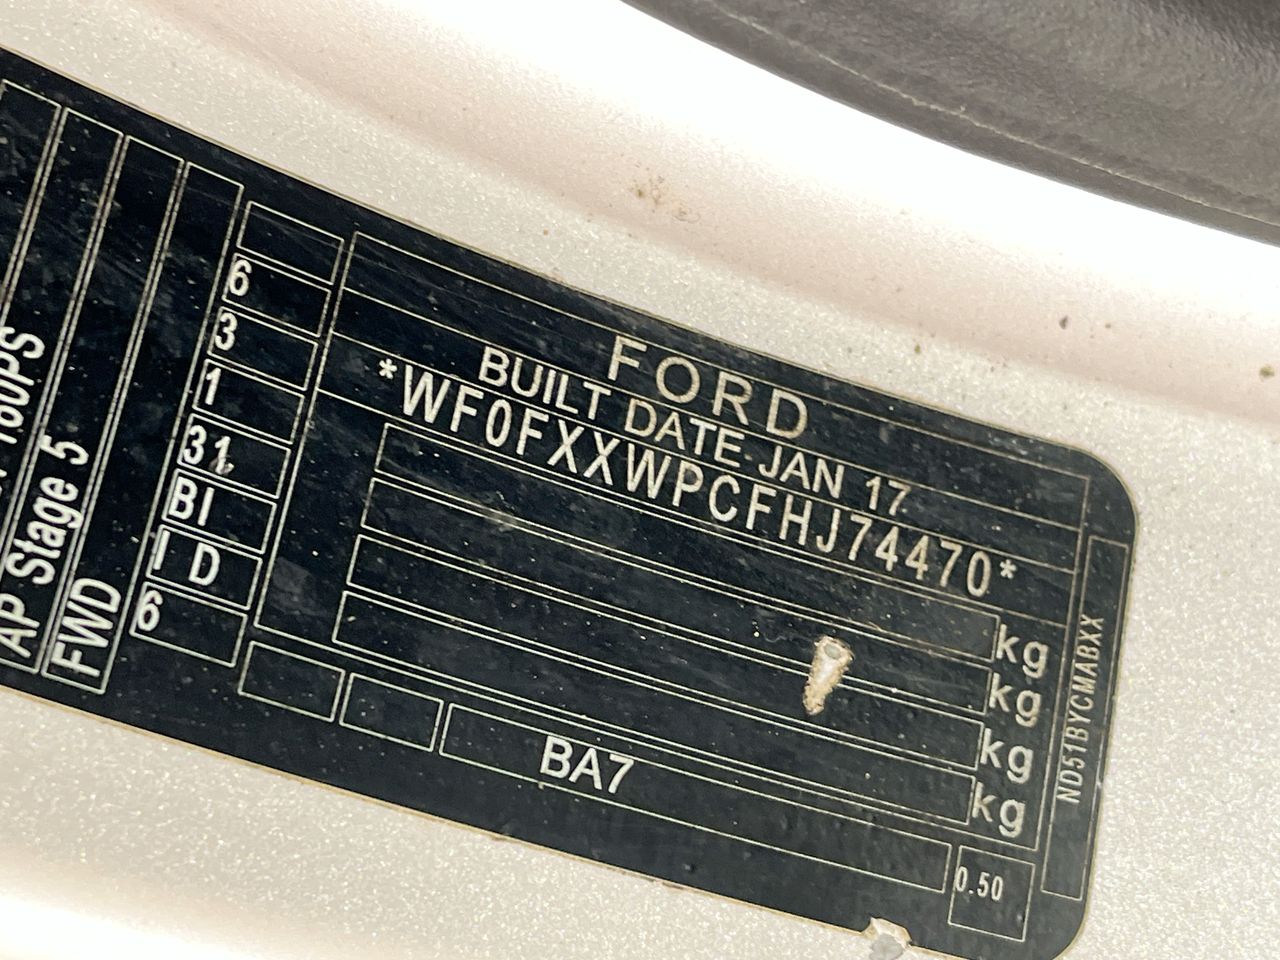 FORD
BUILT DATE JAN 17
*WF0FXXWPCFHJ74470*
kg
kg
kg
kg
BA7
0.50
ND51BYCMABXX
6
3
1
31
BI
I D
6
160PS
AP Stage 5
FWD